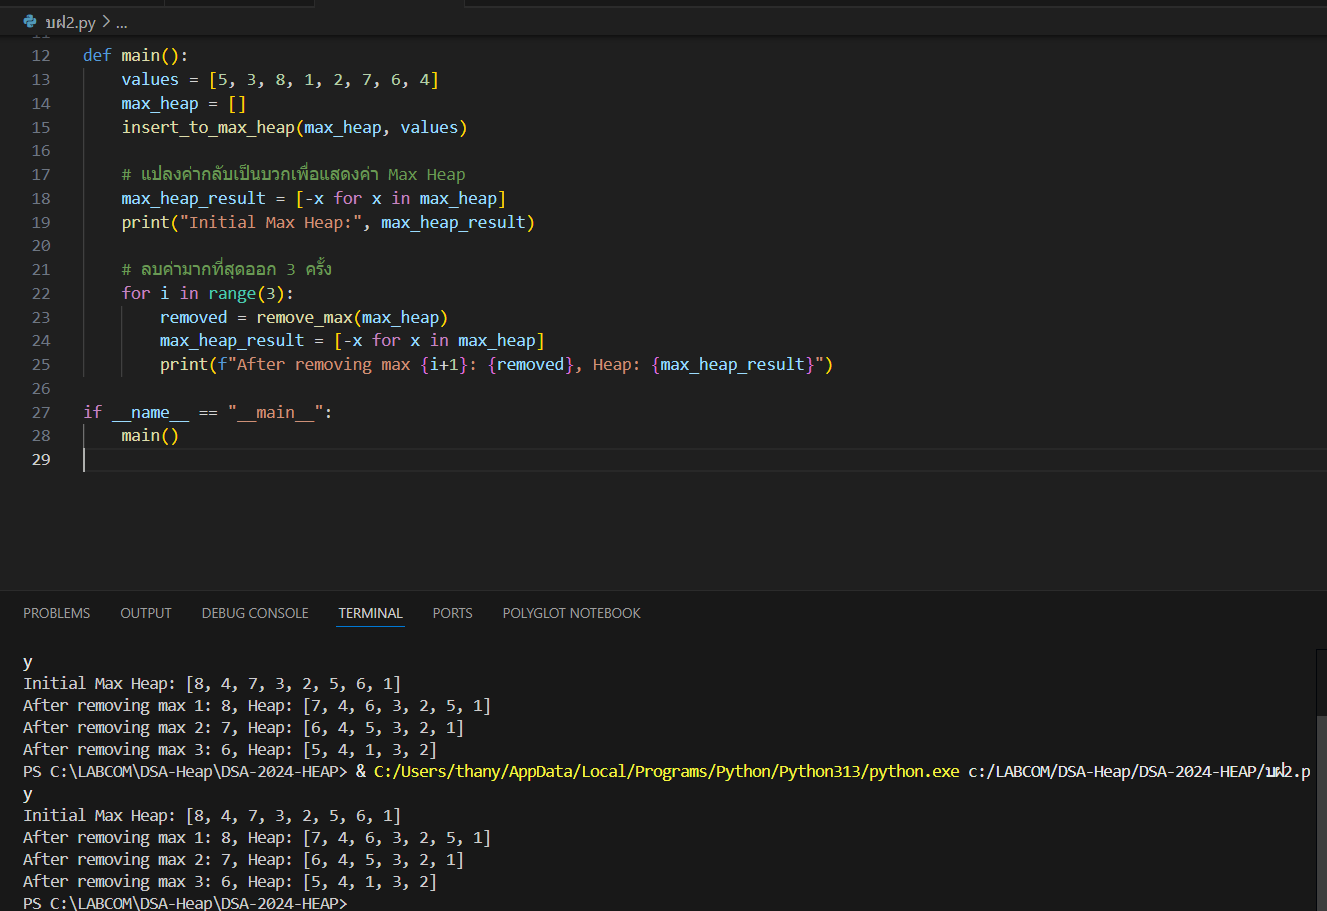 บฝ2.py > ...
11
12 def main():
13     values = [5, 3, 8, 1, 2, 7, 6, 4]
14     max_heap = []
15     insert_to_max_heap(max_heap, values)
16
17     # แปลงค่ากลับเป็นบวกเพื่อแสดงค่า Max Heap
18     max_heap_result = [-x for x in max_heap]
19     print("Initial Max Heap:", max_heap_result)
20
21     # ลบค่ามากที่สุดออก 3 ครั้ง
22     for i in range(3):
23         removed = remove_max(max_heap)
24         max_heap_result = [-x for x in max_heap]
25         print(f"After removing max {i+1}: {removed}, Heap: {max_heap_result}")
26
27 if __name__ == "__main__":
28     main()
29
PROBLEMS OUTPUT DEBUG CONSOLE TERMINAL PORTS POLYGLOT NOTEBOOK
y
Initial Max Heap: [8, 4, 7, 3, 2, 5, 6, 1]
After removing max 1: 8, Heap: [7, 4, 6, 3, 2, 5, 1]
After removing max 2: 7, Heap: [6, 4, 5, 3, 2, 1]
After removing max 3: 6, Heap: [5, 4, 1, 3, 2]
PS C:\LABCOM\DSA-Heap\DSA-2024-HEAP> & C:/Users/thany/AppData/Local/Programs/Python/Python313/python.exe c:/LABCOM/DSA-Heap/DSA-2024-HEAP/บฝ2.p
y
Initial Max Heap: [8, 4, 7, 3, 2, 5, 6, 1]
After removing max 1: 8, Heap: [7, 4, 6, 3, 2, 5, 1]
After removing max 2: 7, Heap: [6, 4, 5, 3, 2, 1]
After removing max 3: 6, Heap: [5, 4, 1, 3, 2]
PS C:\LABCOM\DSA-Heap\DSA-2024-HEAP>